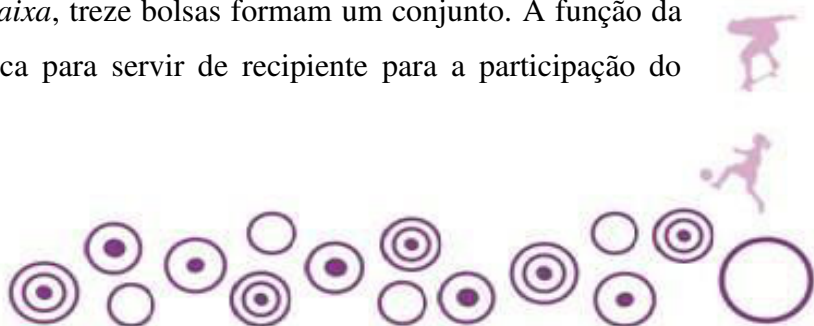 aixa, treze bolsas formam um conjunto. A função da
ca para servir de recipiente para a participação do